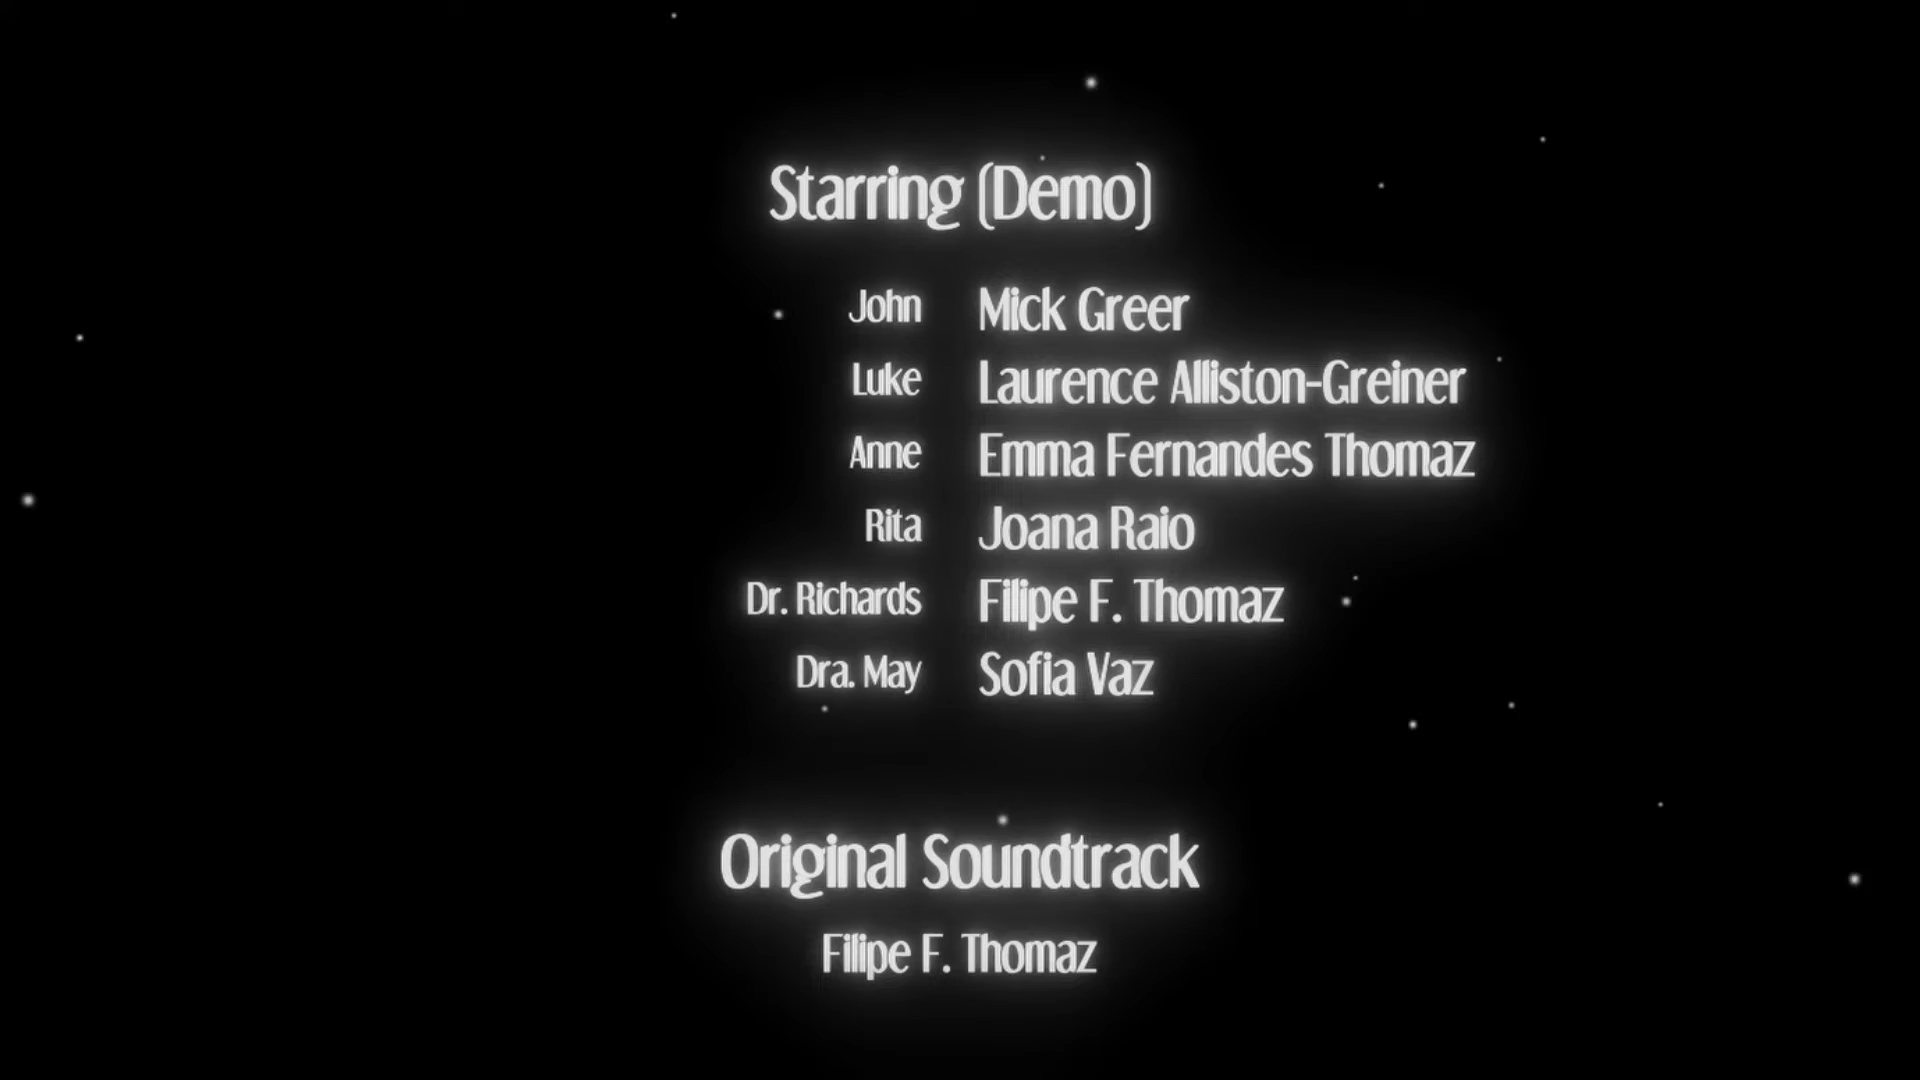 Starring (Demo)
John Mick Greer
Luke Laurence Alliston-Greiner
Anne Emma Fernandes Thomaz
Rita Joana Raio
Dr. Richards Filipe F. Thomaz
Dra. May Sofia Vaz
Original Soundtrack
Filipe F. Thomaz